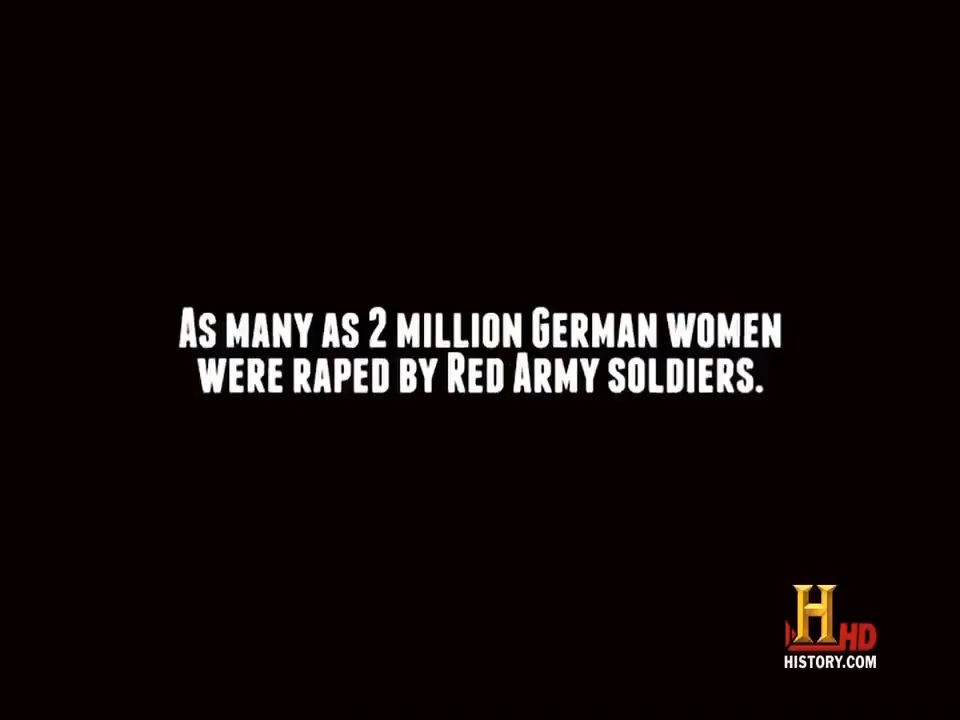 As many as 2 million German women
were raped by Red Army soldiers.
H HD
HISTORY.COM